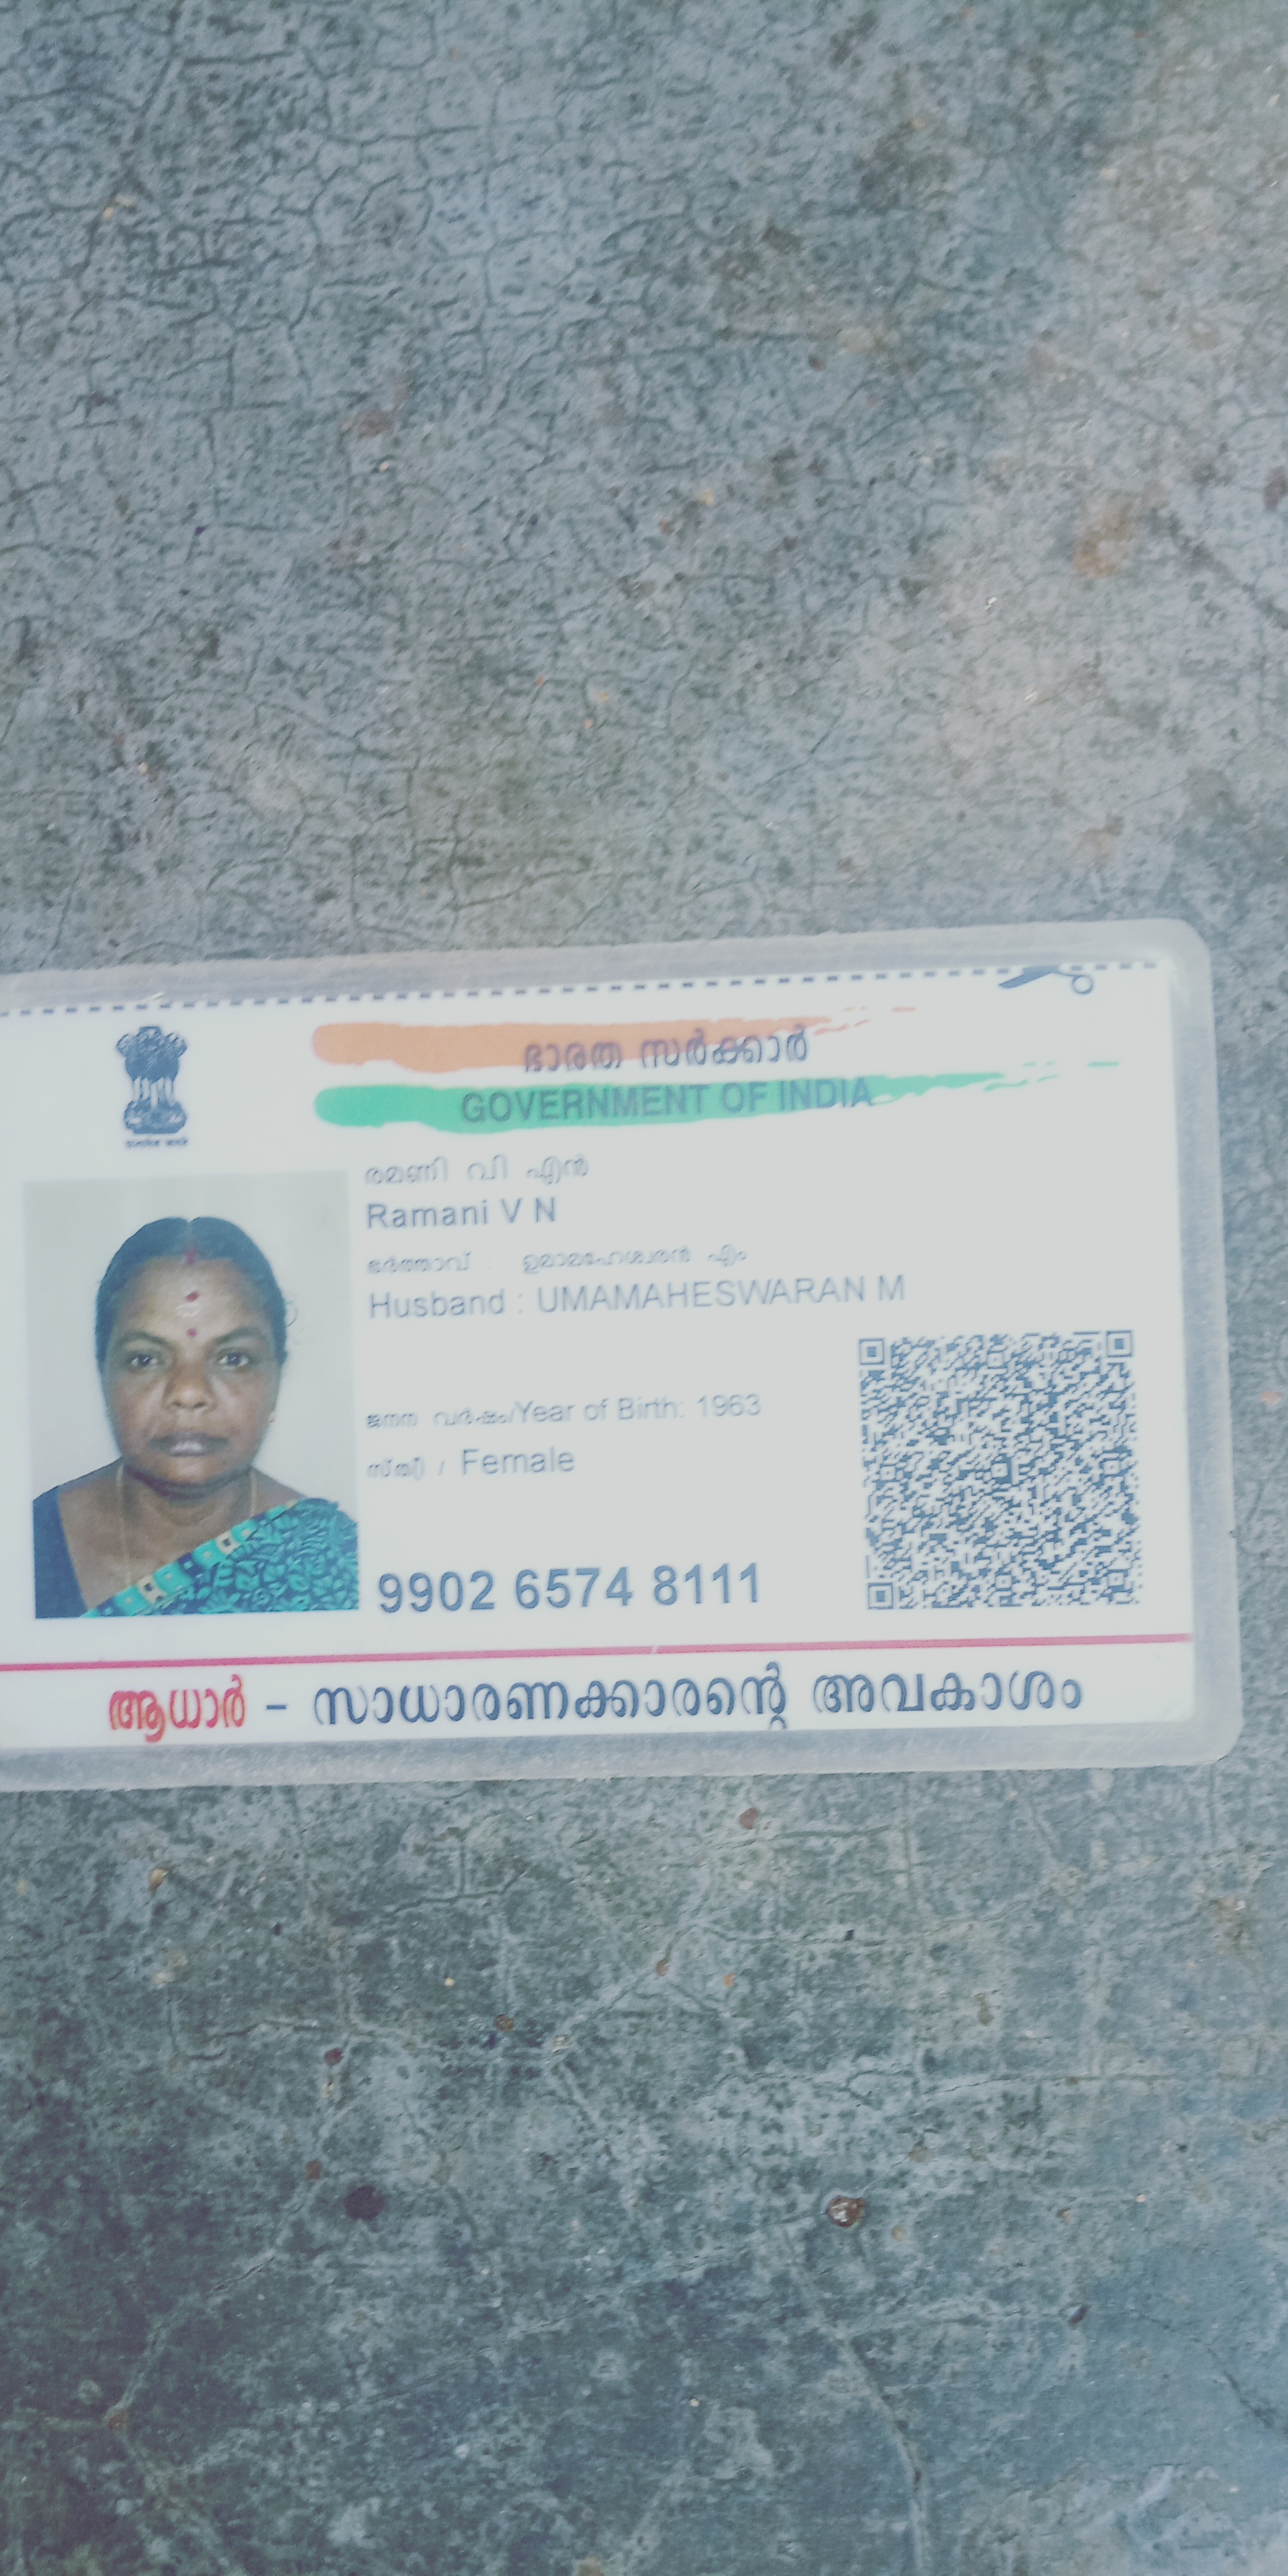 ഭാരത സർക്കാർ
GOVERNMENT OF INDIA
രമണി വി എൻ
Ramani V N
ഭർത്താവ് : ഉമാമഹേശ്വരൻ എം
Husband : UMAMAHESWARAN M
ജനന വർഷം/Year of Birth: 1963
സ്ത്രീ / Female
9902 6574 8111
ആധാർ - സാധാരണക്കാരന്റെ അവകാശം